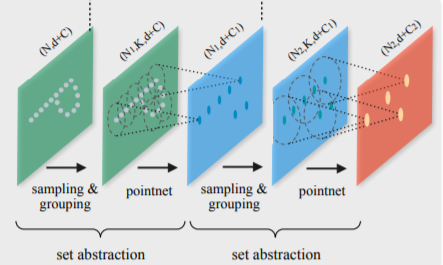 (N,d+C)
(N₁,K,d+C)
(N₁,d+C₁)
(N₂,K,d+C₁)
(N₂,d+C₂)
sampling &
grouping
pointnet
sampling &
grouping
pointnet
set abstraction
set abstraction